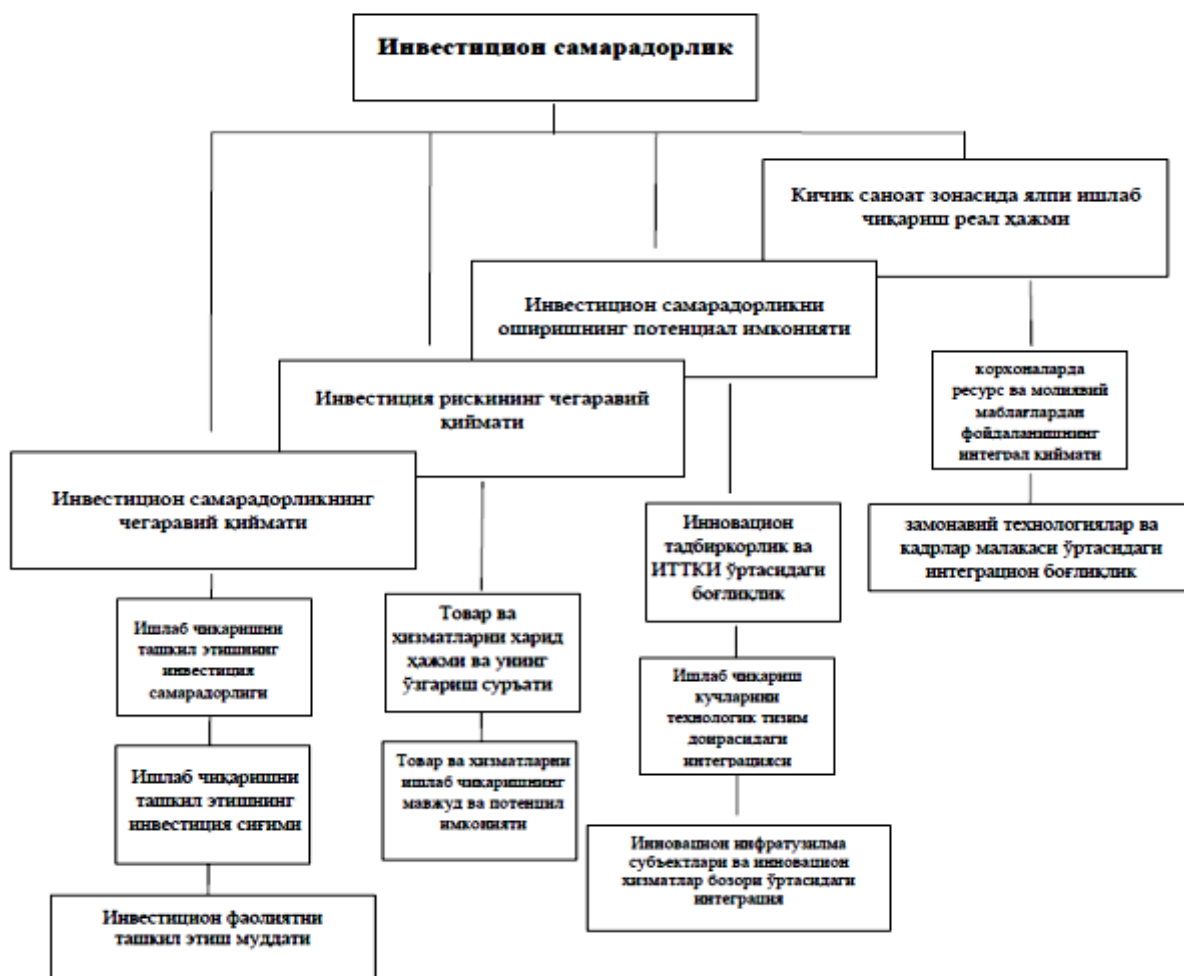 Инвестицион самарадорлик
Кичик саноат зонасида ялпи ишлаб
чиқариш реал ҳажми
Инвестицион самарадорликни
оширишнинг потенциал имконияти
Инвестиция рискининг чегаравий
қиймати
Инвестицион самарадорликнинг
чегаравий қиймати
корхоналарда
ресурс ва молиявий
маблағлардан
фойдаланишнинг
интеграл қиймати
замонавий технологиялар ва
кадрлар малакаси ўртасидаги
интеграцион боғлиқлик
Инновацион
тадбиркорлик ва
ИТТКИ ўртасидаги
боғлиқлик
Ишлаб чиқариш
кучларини
технологик тизим
доирасидаги
интеграцияси
Инновацион инфратузилма
субъектлари ва инновацион
хизматлар бозори ўртасидаги
интеграция
Товар ва
хизматларни харид
ҳажми ва унинг
ўзгариш суръати
Товар ва хизматларни
ишлаб чиқаришнинг
мавжуд ва потенцил
имконияти
Ишлаб чиқаришни
ташкил этишнинг
инвестиция
самарадорлиги
Ишлаб чиқаришни
ташкил этишнинг
инвестиция сиғими
Инвестицион фаолиятни
ташкил этиш муддати